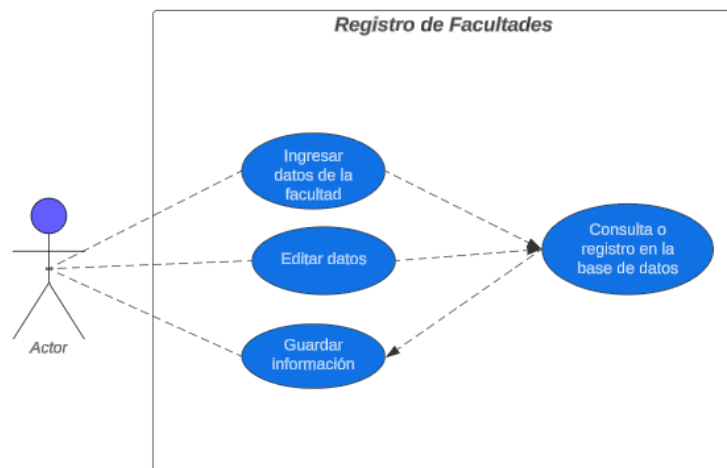 Registro de Facultades
Ingresar
datos de la
facultad
Consulta o
registro en la
base de datos
Editar datos
Guardar
información
Actor